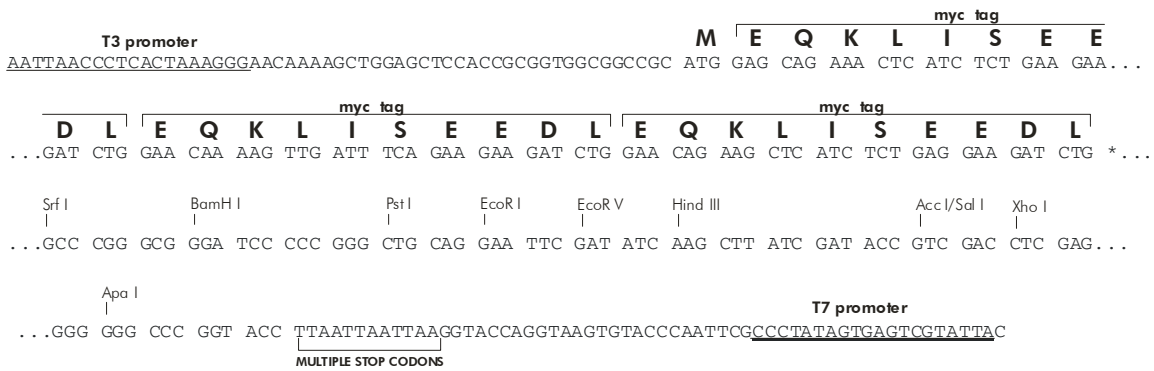 myc tag
T3 promoter
M E Q K L I S E E
AATTAACCCTCACTAAAGGGAACAAAAGCTGGAGCTCCACCGCGGTGGCGGCCGC ATG GAG CAG AAA CTC ATC TCT GAA GAA...
myc tag myc tag
D L E Q K L I S E E D L E Q K L I S E E D L
...GAT CTG GAA CAA AAG TTG ATT TCA GAA GAA GAT CTG GAA CAG AAG CTC ATC TCT GAG GAA GAT CTG *...
Srf I BamH I Pst I EcoR I EcoR V Hind III Acc I/Sal I Xho I
...GCC CGG GCG GGA TCC CCC GGG CTG CAG GAA TTC GAT ATC AAG CTT ATC GAT ACC GTC GAC CTC GAG...
Apa I
T7 promoter
...GGG GGG CCC GGT ACC TTAATTAATTAAGGTACCAGGTAAGTGTACCCAATTCGCCCTATAGTGAGTCGTATTAC
MULTIPLE STOP CODONS